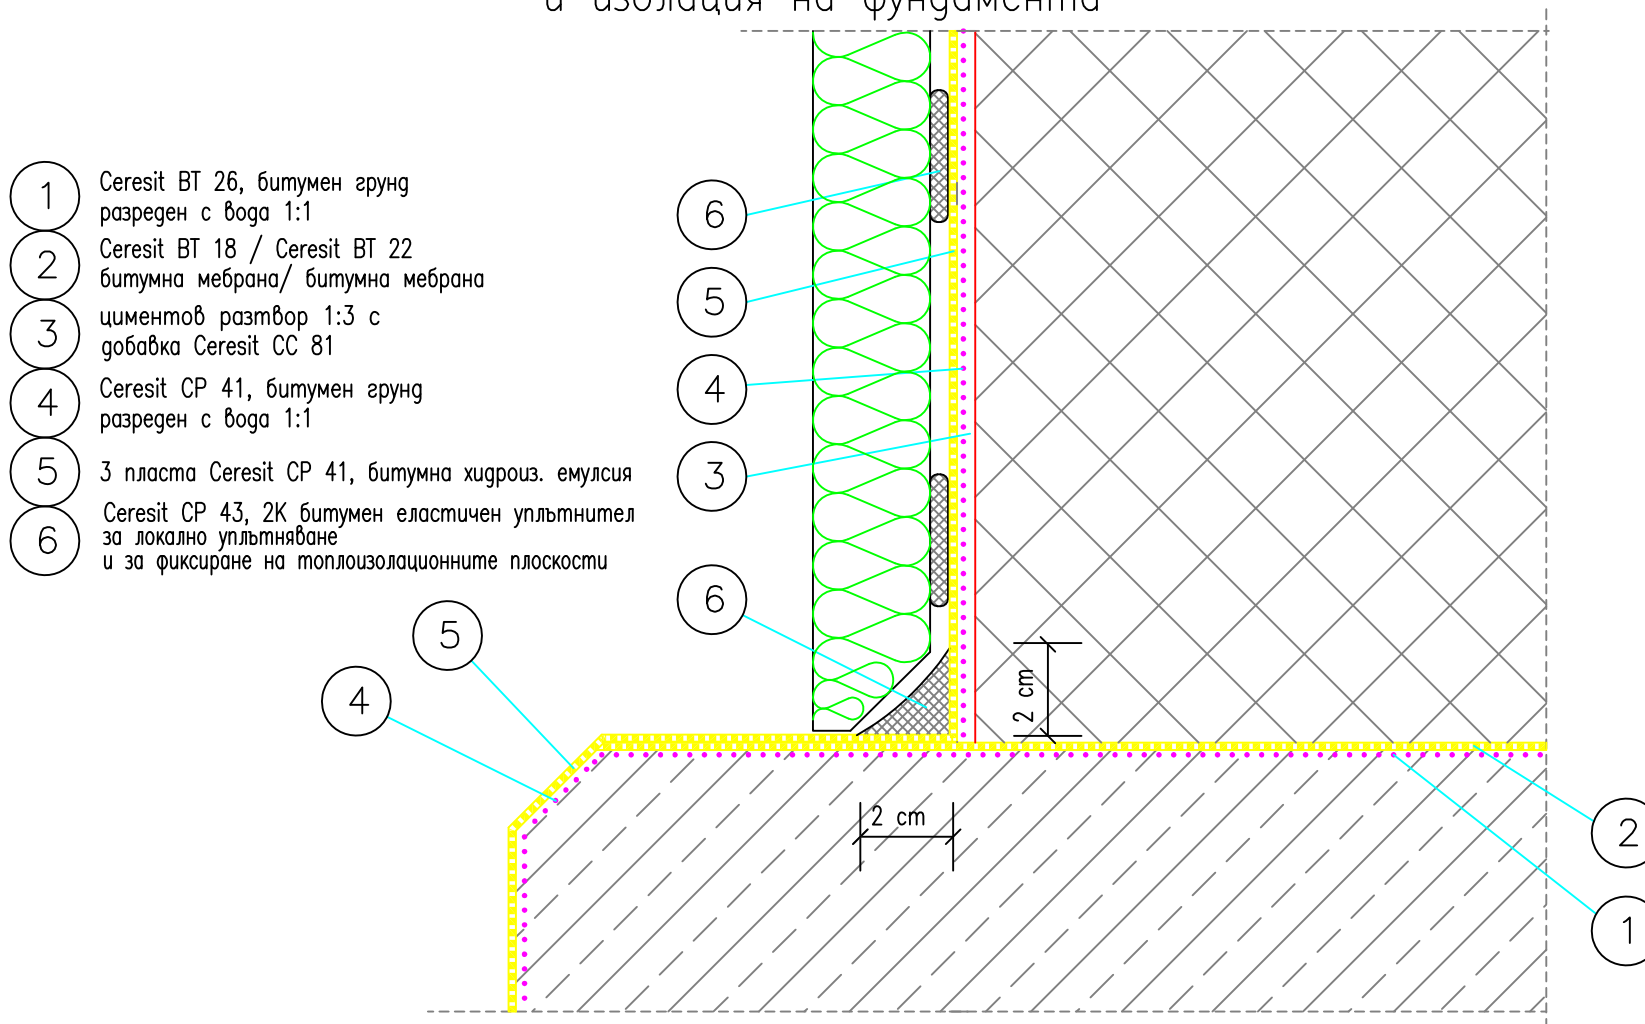 и изолация на фундамента
1
Ceresit BT 26, битумен грунд
разреден с вода 1:1
2
Ceresit BT 18 / Ceresit BT 22
битумна мебрана/ битумна мебрана
3
циментов разтвор 1:3 с
добавка Ceresit CC 81
4
Ceresit CP 41, битумен грунд
разреден с вода 1:1
5
3 пласта Ceresit CP 41, битумна хидроиз. емулсия
6
Ceresit CP 43, 2K битумен еластичен уплътнител
за локално уплътняване
и за фиксиране на топлоизолационните плоскости
6
5
4
3
6
5
4
2 cm
2 cm
2
1